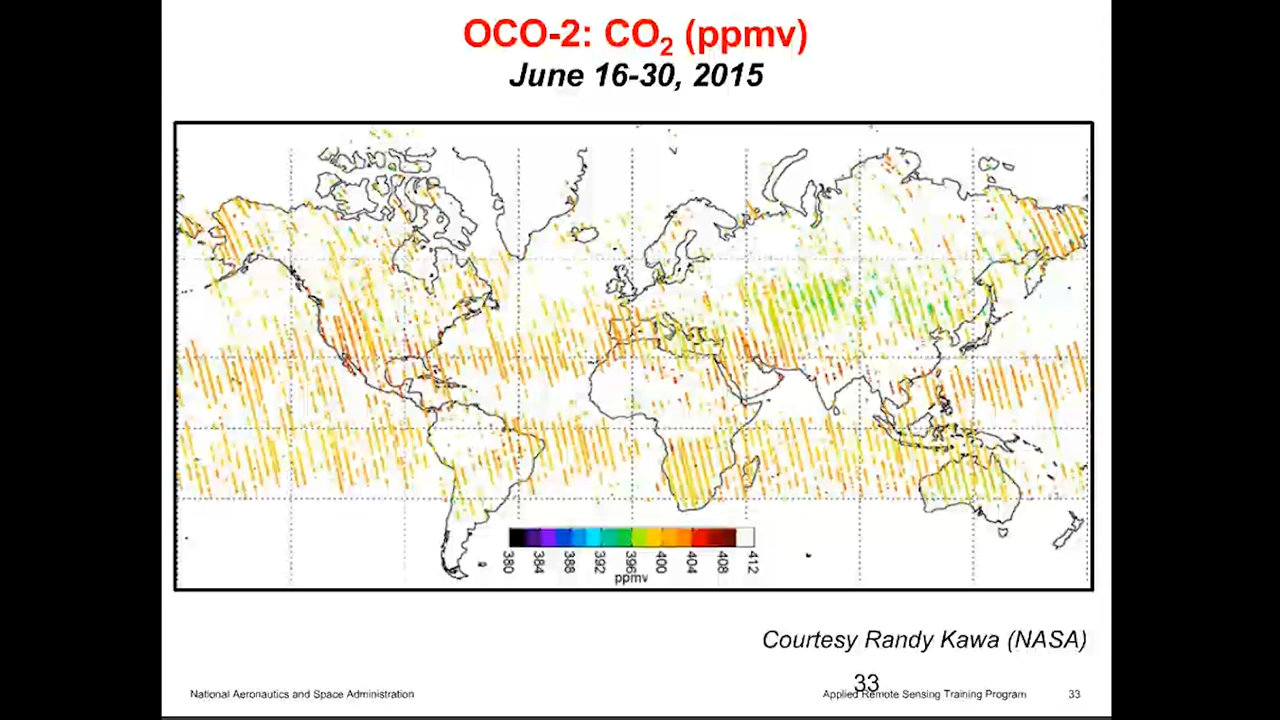 OCO-2: CO₂ (ppmv)
June 16-30, 2015
380 384 388 392 396 400 404 408 412
ppmv
Courtesy Randy Kawa (NASA)
33
National Aeronautics and Space Administration
Applied Remote Sensing Training Program
33